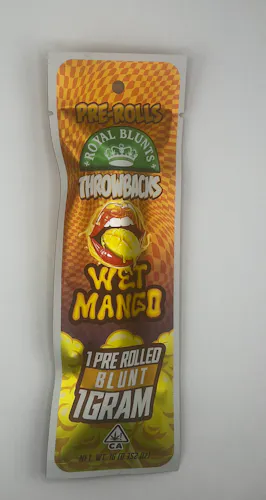 PRE-ROLLS
ROYAL BLUNTS
THROWBACKS
WET
MANGO
1 PRE ROLLED
BLUNT
1GRAM
CA